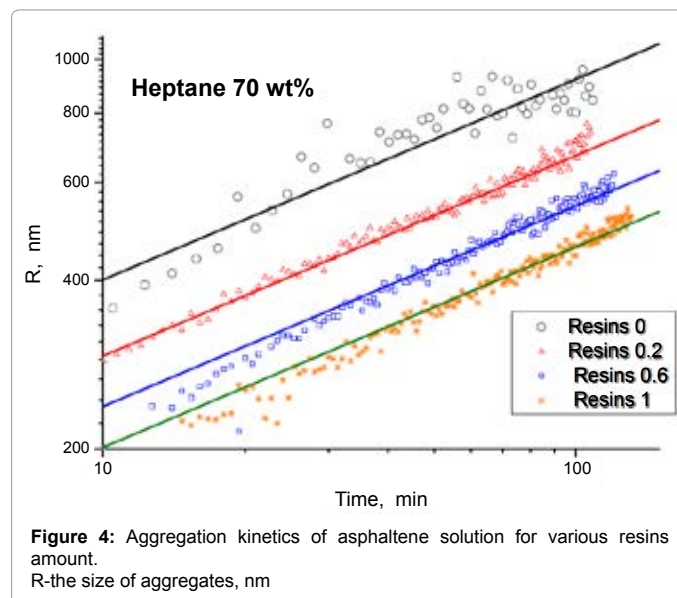 1000
Heptane 70 wt%
800
600
R, nm
400
Resins 0
Resins 0.2
Resins 0.6
Resins 1
200
10
100
Time, min
Figure 4: Aggregation kinetics of asphaltene solution for various resins
amount.
R-the size of aggregates, nm